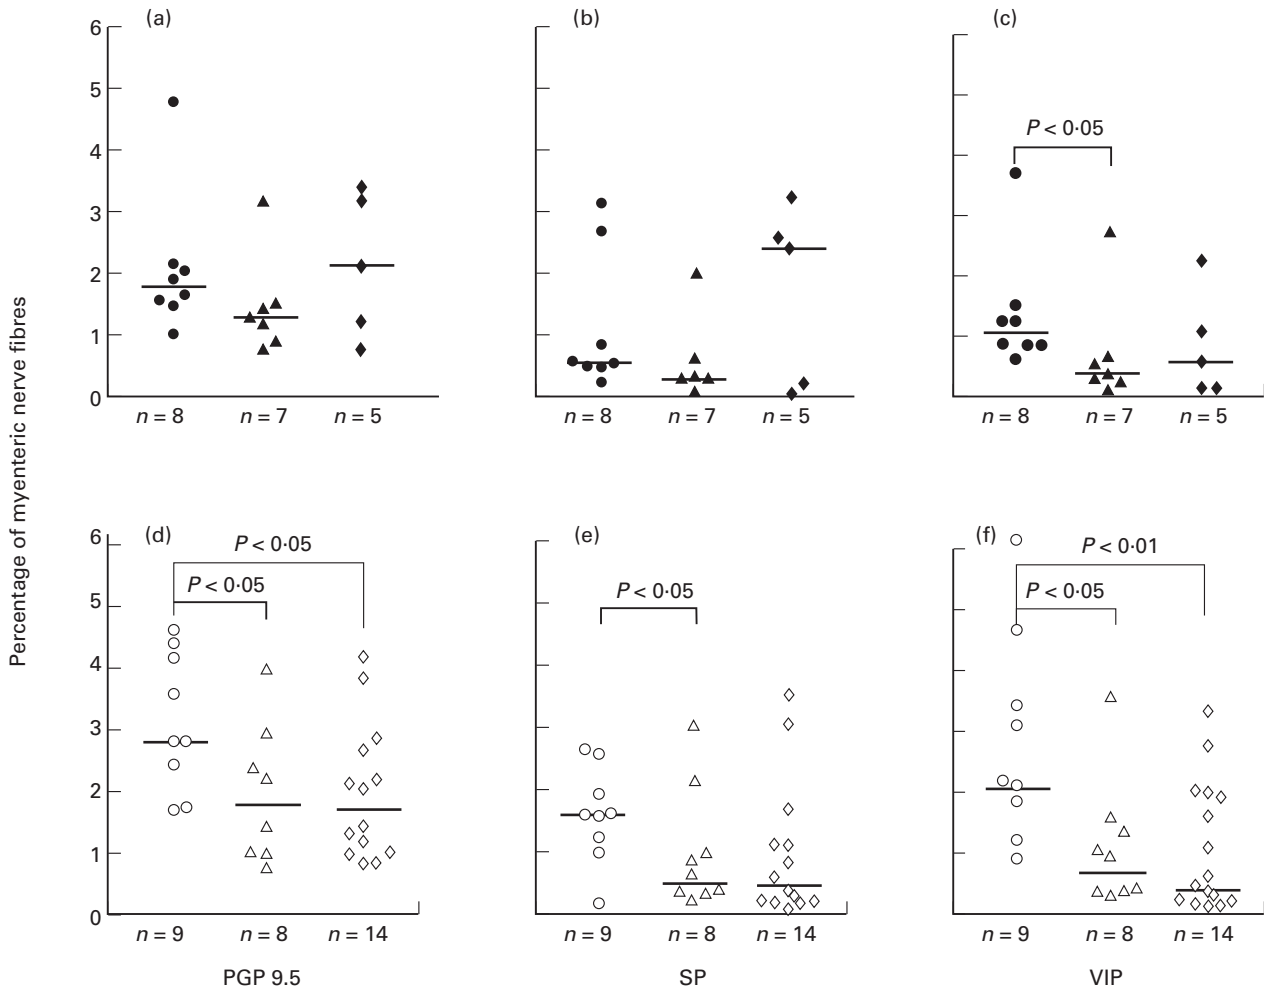 Percentage of myenteric nerve fibres
(a) (b) (c)
6
5
4
3
2
1
0
P < 0·05
n = 8 n = 7 n = 5 n = 8 n = 7 n = 5 n = 8 n = 7 n = 5
(d) (e) (f)
6
5
4
3
2
1
0
P < 0·05
P < 0·05
P < 0·05
P < 0·01
P < 0·05
n = 9 n = 8 n = 14 n = 9 n = 8 n = 14 n = 9 n = 8 n = 14
PGP 9.5 SP VIP